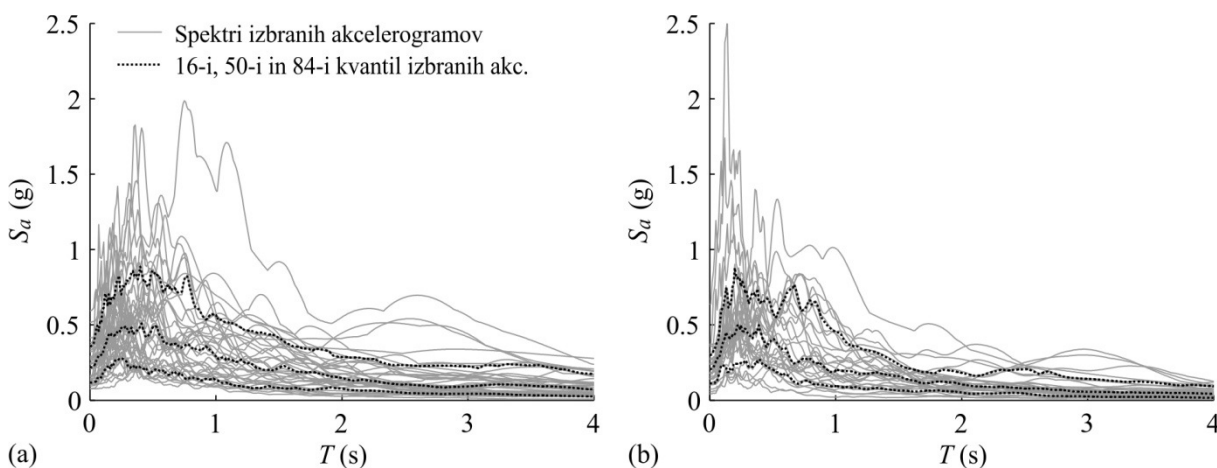 2.5
2
1.5
1
0.5
0
Sa (g)
Spektri izbranih akcelerogramov
16-i, 50-i in 84-i kvantil izbranih akc.
0 1 2 3 4
T (s)
(a)
2.5
2
1.5
1
0.5
0
Sa (g)
0 1 2 3 4
T (s)
(b)